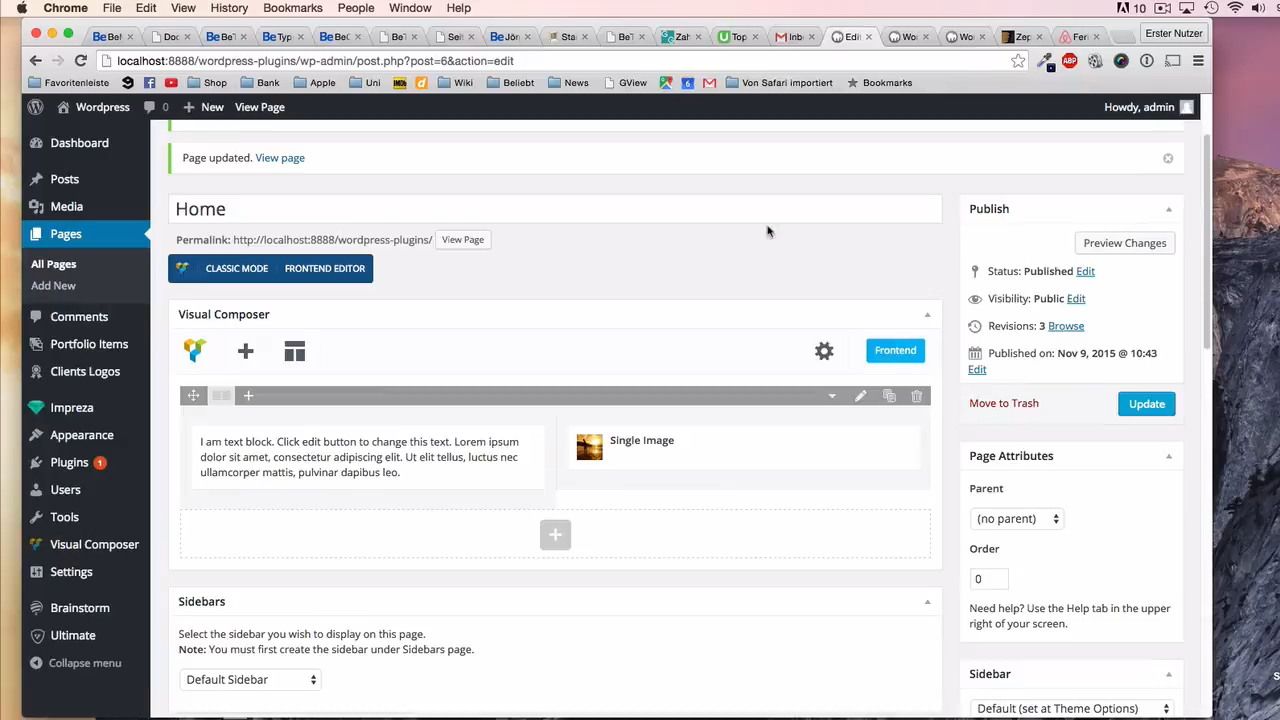 Chrome File Edit View History Bookmarks People Window Help 10
Erster Nutzer
localhost:8888/wordpress-plugins/wp-admin/post.php?post=6&action=edit
Favoritenleiste Shop Bank Apple Uni Beliebt News Wiki GView Von Safari importiert Bookmarks
Wordpress 0 New View Page Howdy, admin
Dashboard
Posts
Media
Pages
All Pages
Add New
Comments
Portfolio Items
Clients Logos
Impreza
Appearance
Plugins 1
Users
Tools
Visual Composer
Settings
Brainstorm
Ultimate
Collapse menu
Page updated. View page
Home
Permalink: http://localhost:8888/wordpress-plugins/ View Page
CLASSIC MODE FRONTEND EDITOR
Visual Composer
Frontend
I am text block. Click edit button to change this text. Lorem ipsum
dolor sit amet, consectetur adipiscing elit. Ut elit tellus, luctus nec
ullamcorper mattis, pulvinar dapibus leo.
Single Image
Sidebars
Select the sidebar you wish to display on this page.
Note: You must first create the sidebar under Sidebars page.
Default Sidebar
Publish
Preview Changes
Status: Published Edit
Visibility: Public Edit
Revisions: 3 Browse
Published on: Nov 9, 2015 @ 10:43
Edit
Move to Trash Update
Page Attributes
Parent
(no parent)
Order
0
Need help? Use the Help tab in the upper
right of your screen.
Sidebar
Default (set at Theme Options)